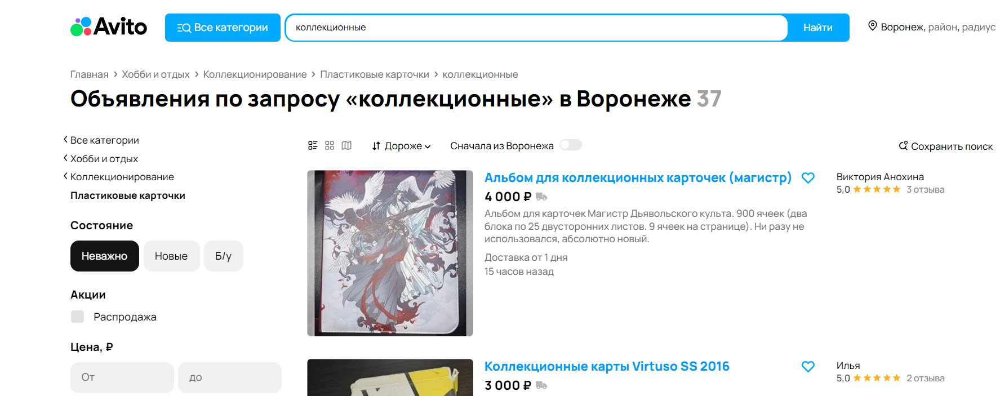 Avito
Все категории
коллекционные
Найти
Воронеж, район, радиус
Главная > Хобби и отдых > Коллекционирование > Пластиковые карточки > коллекционные
Объявления по запросу «коллекционные» в Воронеже 37
Все категории
Хобби и отдых
Коллекционирование
Пластиковые карточки
Состояние
Неважно
Новые
Б/у
Акции
Распродажа
Цена, ₽
От
до
Дороже
Сначала из Воронежа
Сохранить поиск
Альбом для коллекционных карточек (магистр)
4 000 ₽
Альбом для карточек Магистр Дьявольского культа. 900 ячеек (два
блока по 25 двусторонних листов. 9 ячеек на странице). Ни разу не
использовался, абсолютно новый.
Доставка от 1 дня
15 часов назад
Виктория Анохина
5,0 ★★★★★ 3 отзыва
Коллекционные карты Virtuso SS 2016
3 000 ₽
Илья
5,0 ★★★★★ 2 отзыва